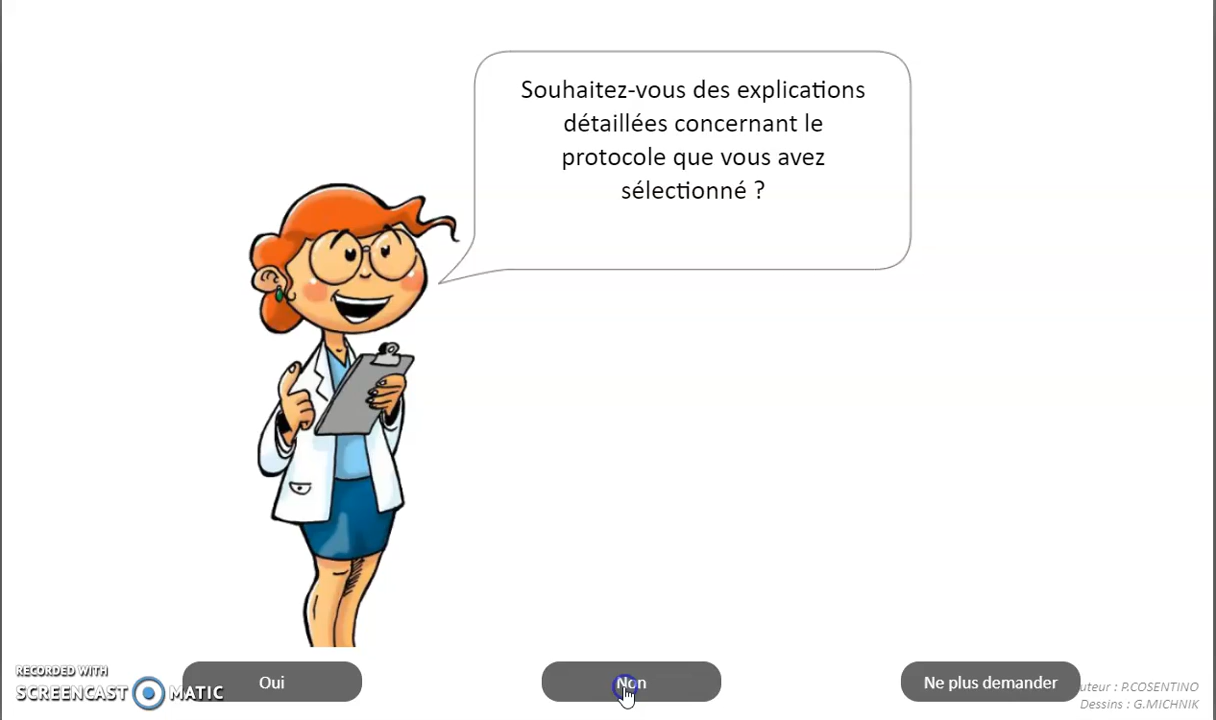 Souhaitez-vous des explications
détaillées concernant le
protocole que vous avez
sélectionné ?
RECORDED WITH
SCREENCAST MATIC
Oui
Non
Ne plus demander
uteur : P.COSENTINO
Dessins : G.MICHNIK